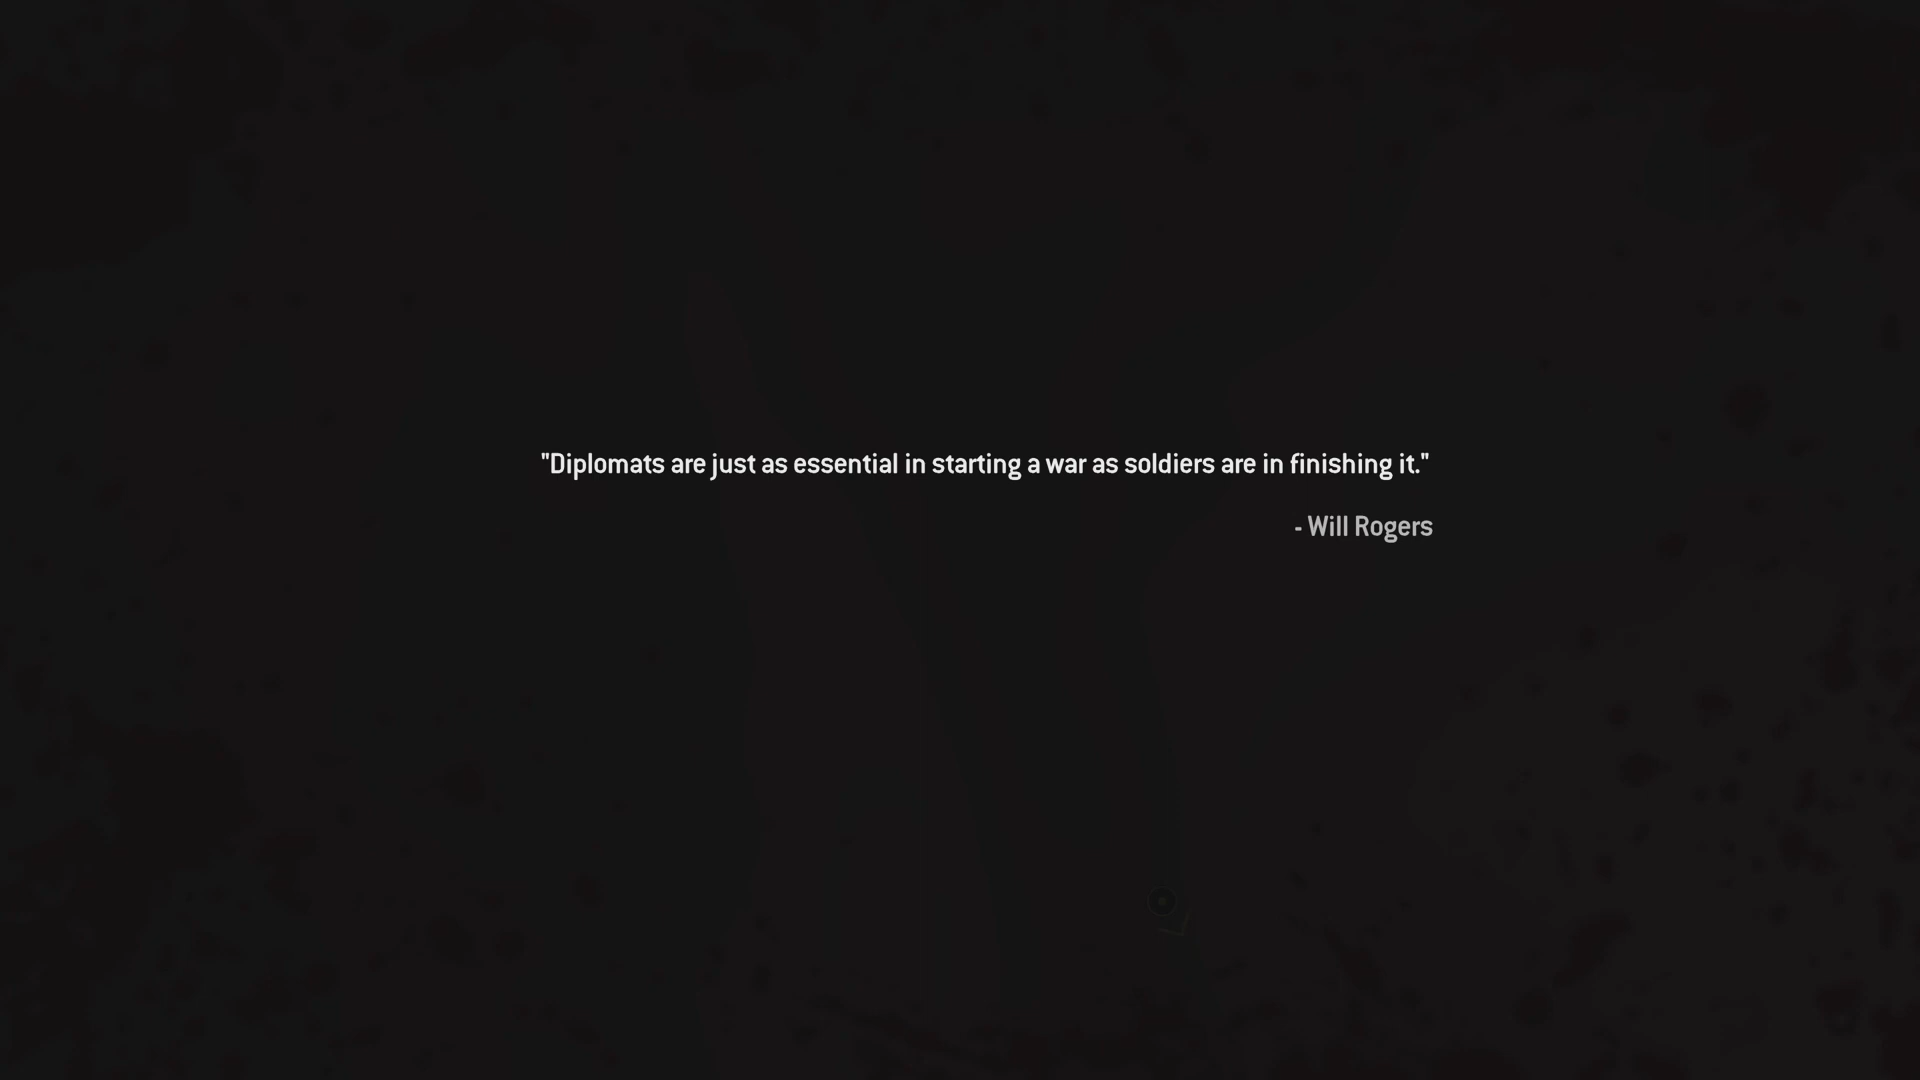 "Diplomats are just as essential in starting a war as soldiers are in finishing it."
- Will Rogers